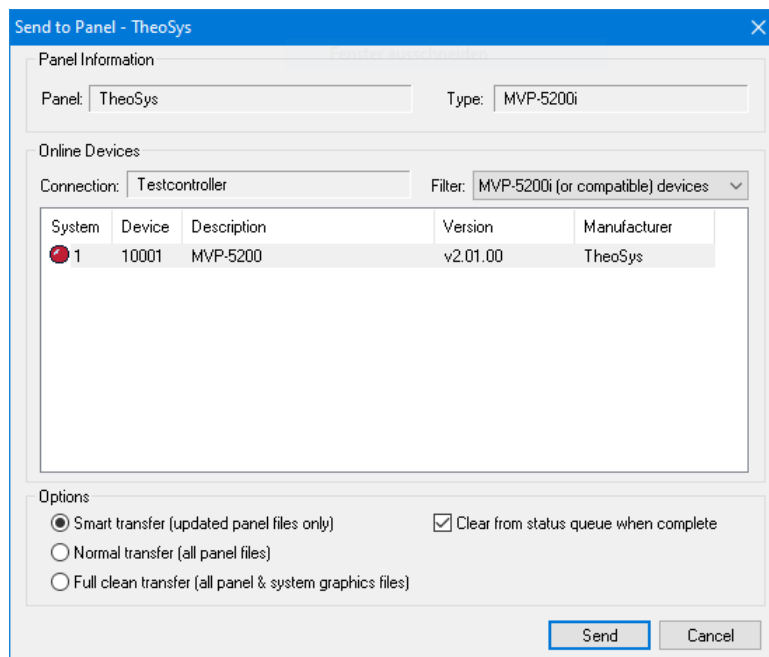 Send to Panel - TheoSys
Fenster ausschneiden
Panel Information
Panel: TheoSys Type: MVP-5200i
Online Devices
Connection: Testcontroller Filter: MVP-5200i (or compatible) devices
System Device Description Version Manufacturer
1 10001 MVP-5200 v2.01.00 TheoSys
Options
Smart transfer (updated panel files only) Clear from status queue when complete
Normal transfer (all panel files)
Full clean transfer (all panel & system graphics files)
Send Cancel